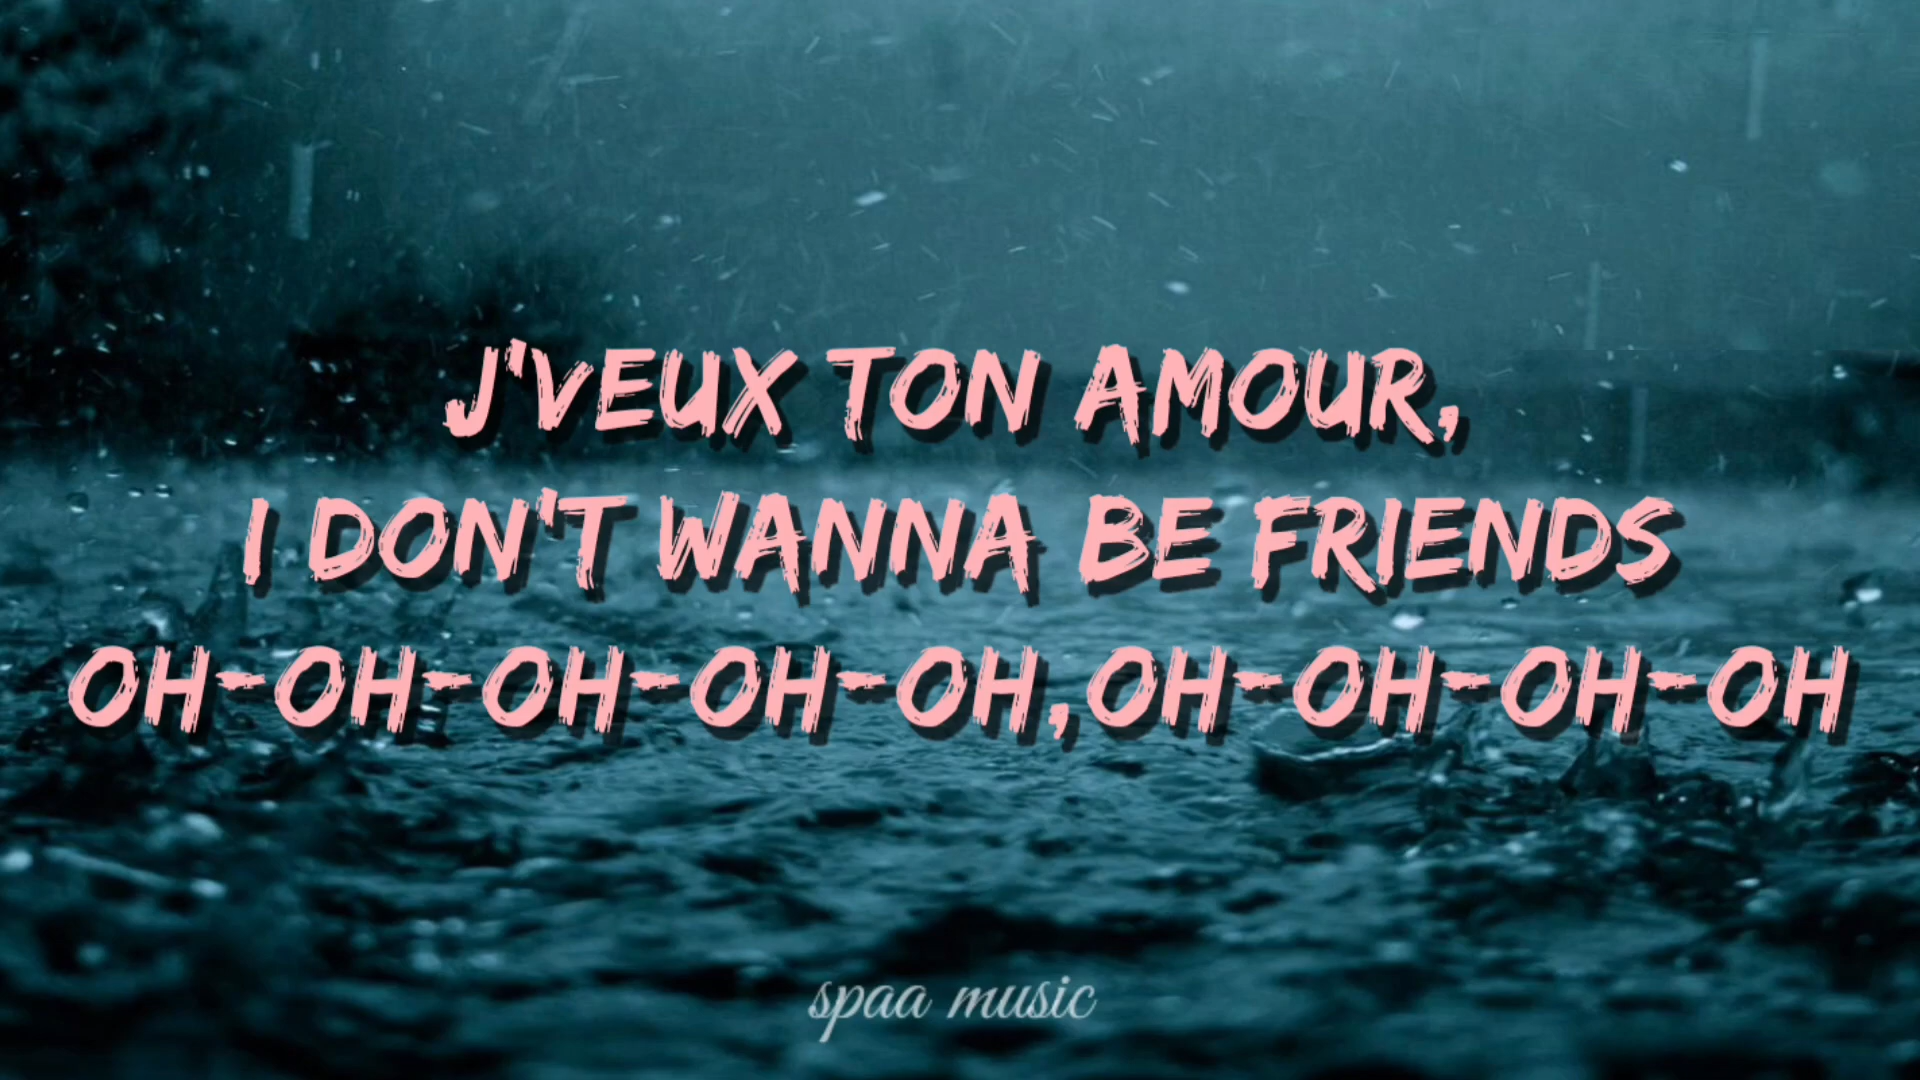 J'VEUX TON AMOUR,
I DON'T WANNA BE FRIENDS
OH-OH-OH-OH-OH,OH-OH-OH-OH
spaa music